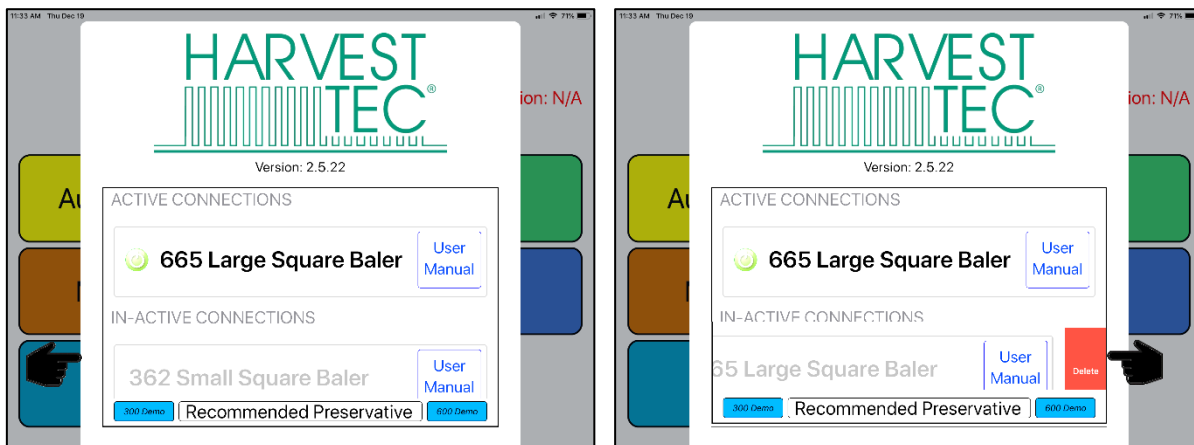 11:33 AM Thu Dec 19
71%
HARVEST
TEC®
ion: N/A
Version: 2.5.22
Au
ACTIVE CONNECTIONS
665 Large Square Baler
User
Manual
IN-ACTIVE CONNECTIONS
362 Small Square Baler
User
Manual
300 Demo
Recommended Preservative
600 Demo
11:33 AM Thu Dec 19
71%
HARVEST
TEC®
ion: N/A
Version: 2.5.22
Au
ACTIVE CONNECTIONS
665 Large Square Baler
User
Manual
IN-ACTIVE CONNECTIONS
65 Large Square Baler
User
Manual
Delete
300 Demo
Recommended Preservative
600 Demo